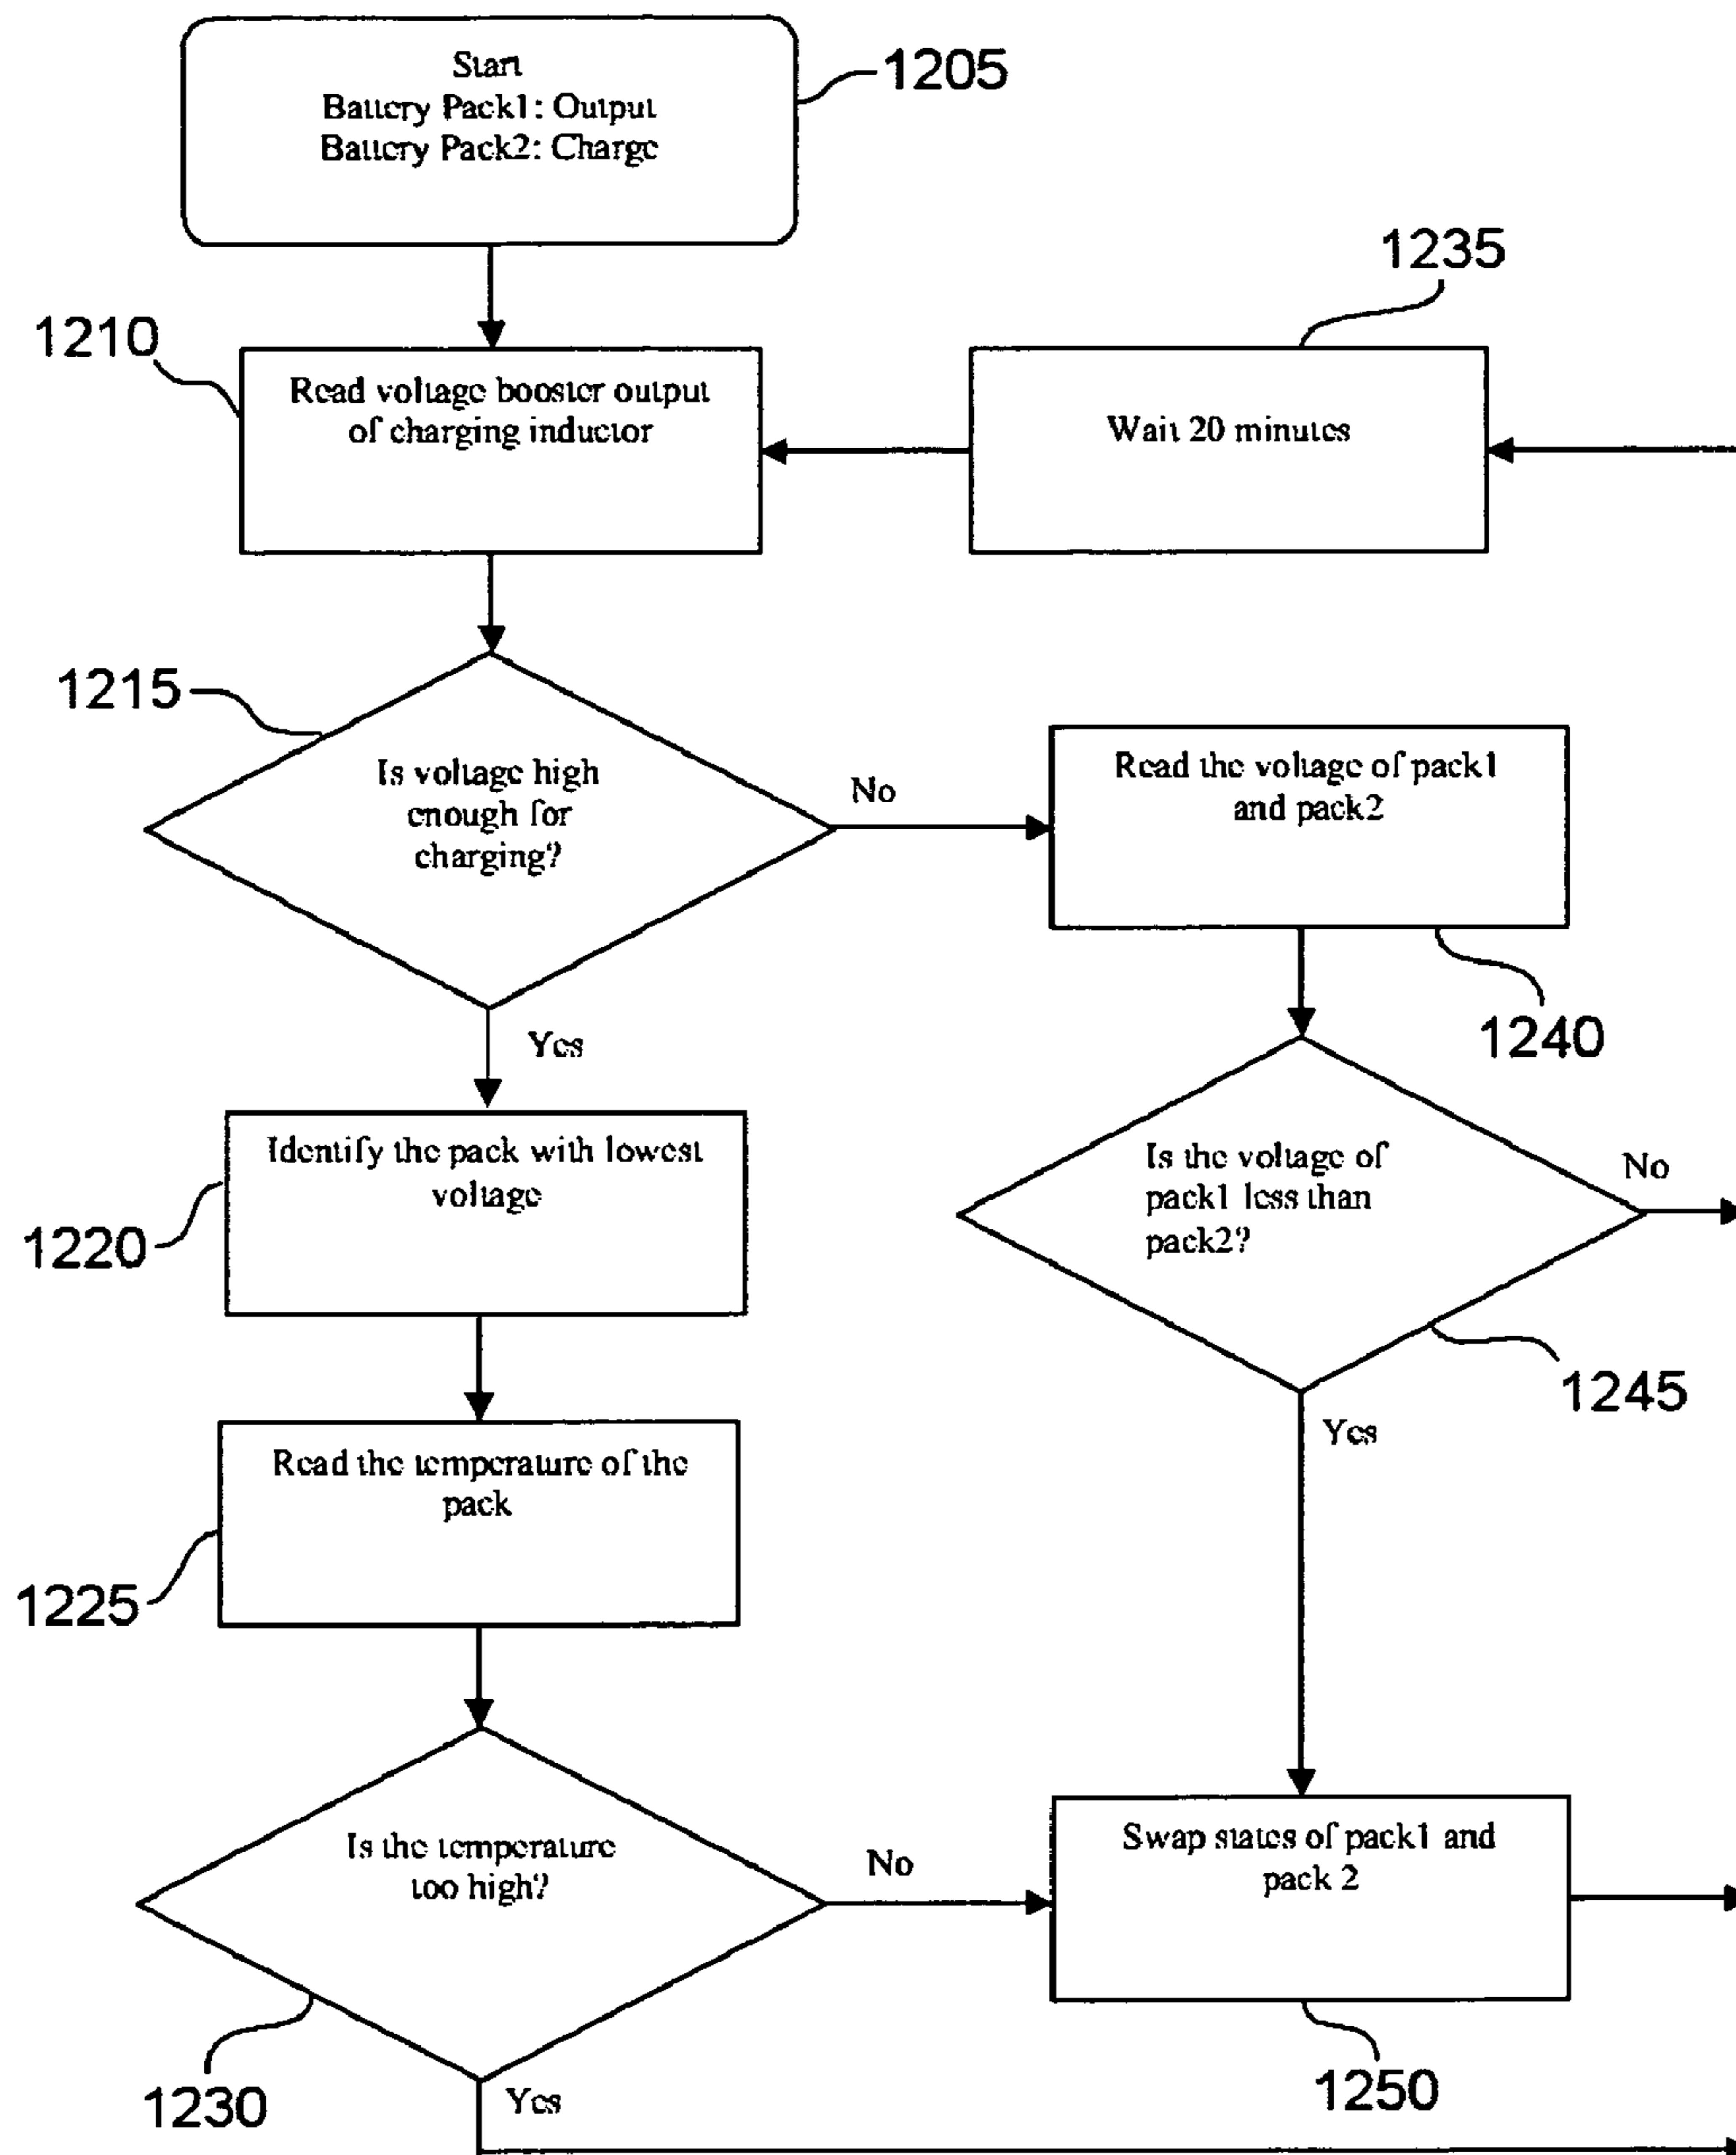 Start
Battery Pack1: Output
Battery Pack2: Charge
1205
1235
1210
Read voltage booster output
of charging inductor
Wait 20 minutes
1215
Is voltage high
enough for
charging?
No
Read the voltage of pack1
and pack2
1240
Yes
Identify the pack with lowest
voltage
1220
Is the voltage of
pack1 less than
pack2?
No
1245
Yes
Read the temperature of the
pack
1225
Is the temperature
too high?
No
Swap states of pack1 and
pack 2
1230
Yes
1250